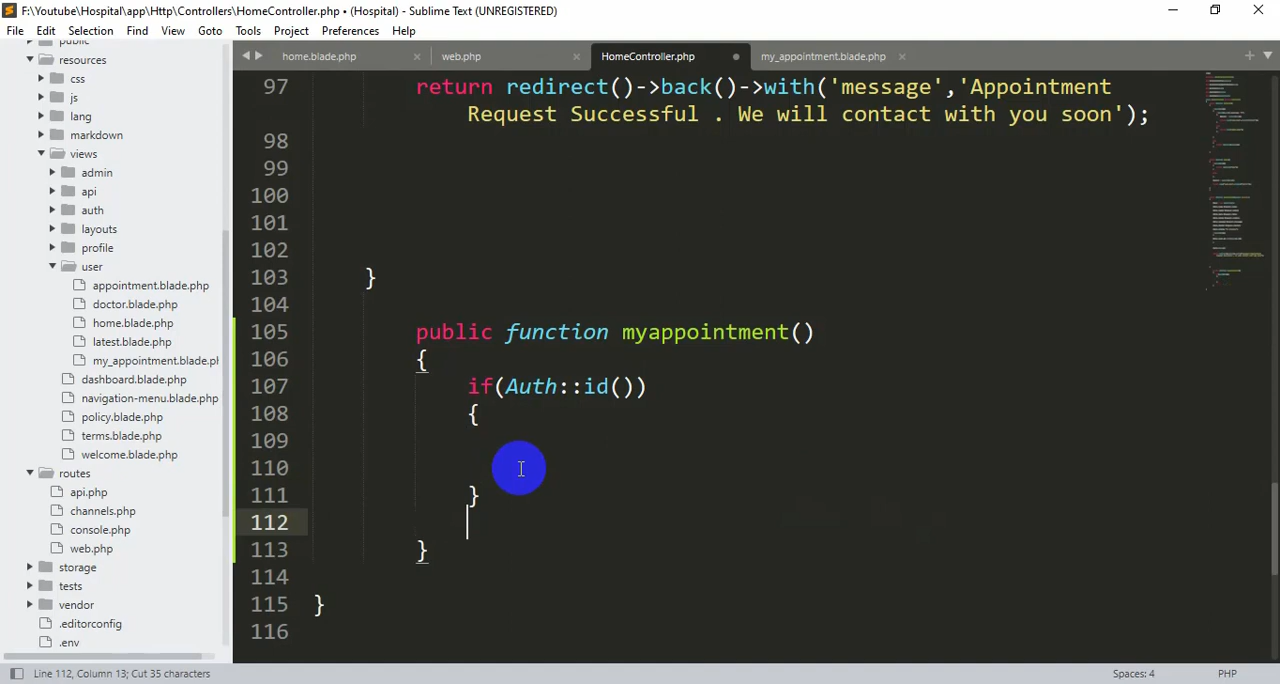 F:\Youtube\Hospital\app\Http\Controllers\HomeController.php • (Hospital) - Sublime Text (UNREGISTERED)
File Edit Selection Find View Goto Tools Project Preferences Help
home.blade.php × web.php × HomeController.php my_appointment.blade.php ×
public
resources
css
js
lang
markdown
views
admin
api
auth
layouts
profile
user
appointment.blade.php
doctor.blade.php
home.blade.php
latest.blade.php
my_appointment.blade.pl
dashboard.blade.php
navigation-menu.blade.php
policy.blade.php
terms.blade.php
welcome.blade.php
routes
api.php
channels.php
console.php
web.php
storage
tests
vendor
.editorconfig
.env
97 return redirect()->back()->with('message','Appointment
Request Successful . We will contact with you soon');
98
99
100
101
102
103 }
104
105 public function myappointment()
106 {
107 if(Auth::id())
108 {
109
110
111 }
112
113 }
114
115 }
116
Line 112, Column 13; Cut 35 characters Spaces: 4 PHP